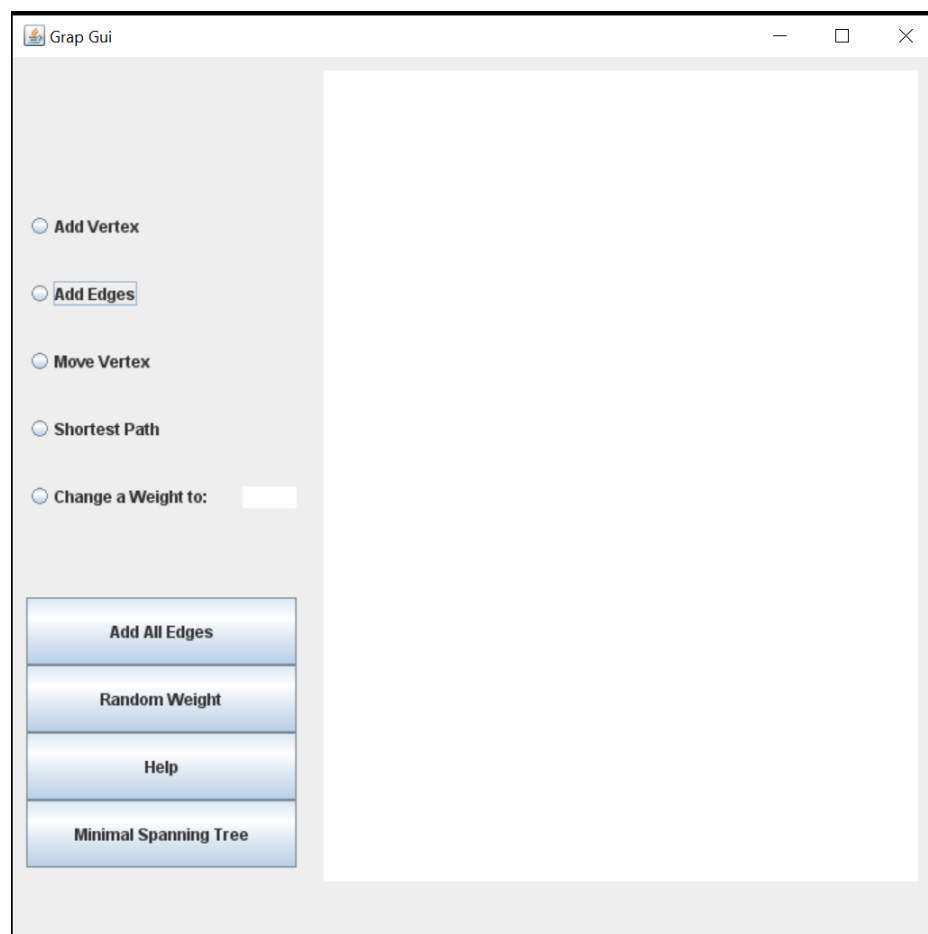 Grap Gui
Add Vertex
Add Edges
Move Vertex
Shortest Path
Change a Weight to:
Add All Edges
Random Weight
Help
Minimal Spanning Tree